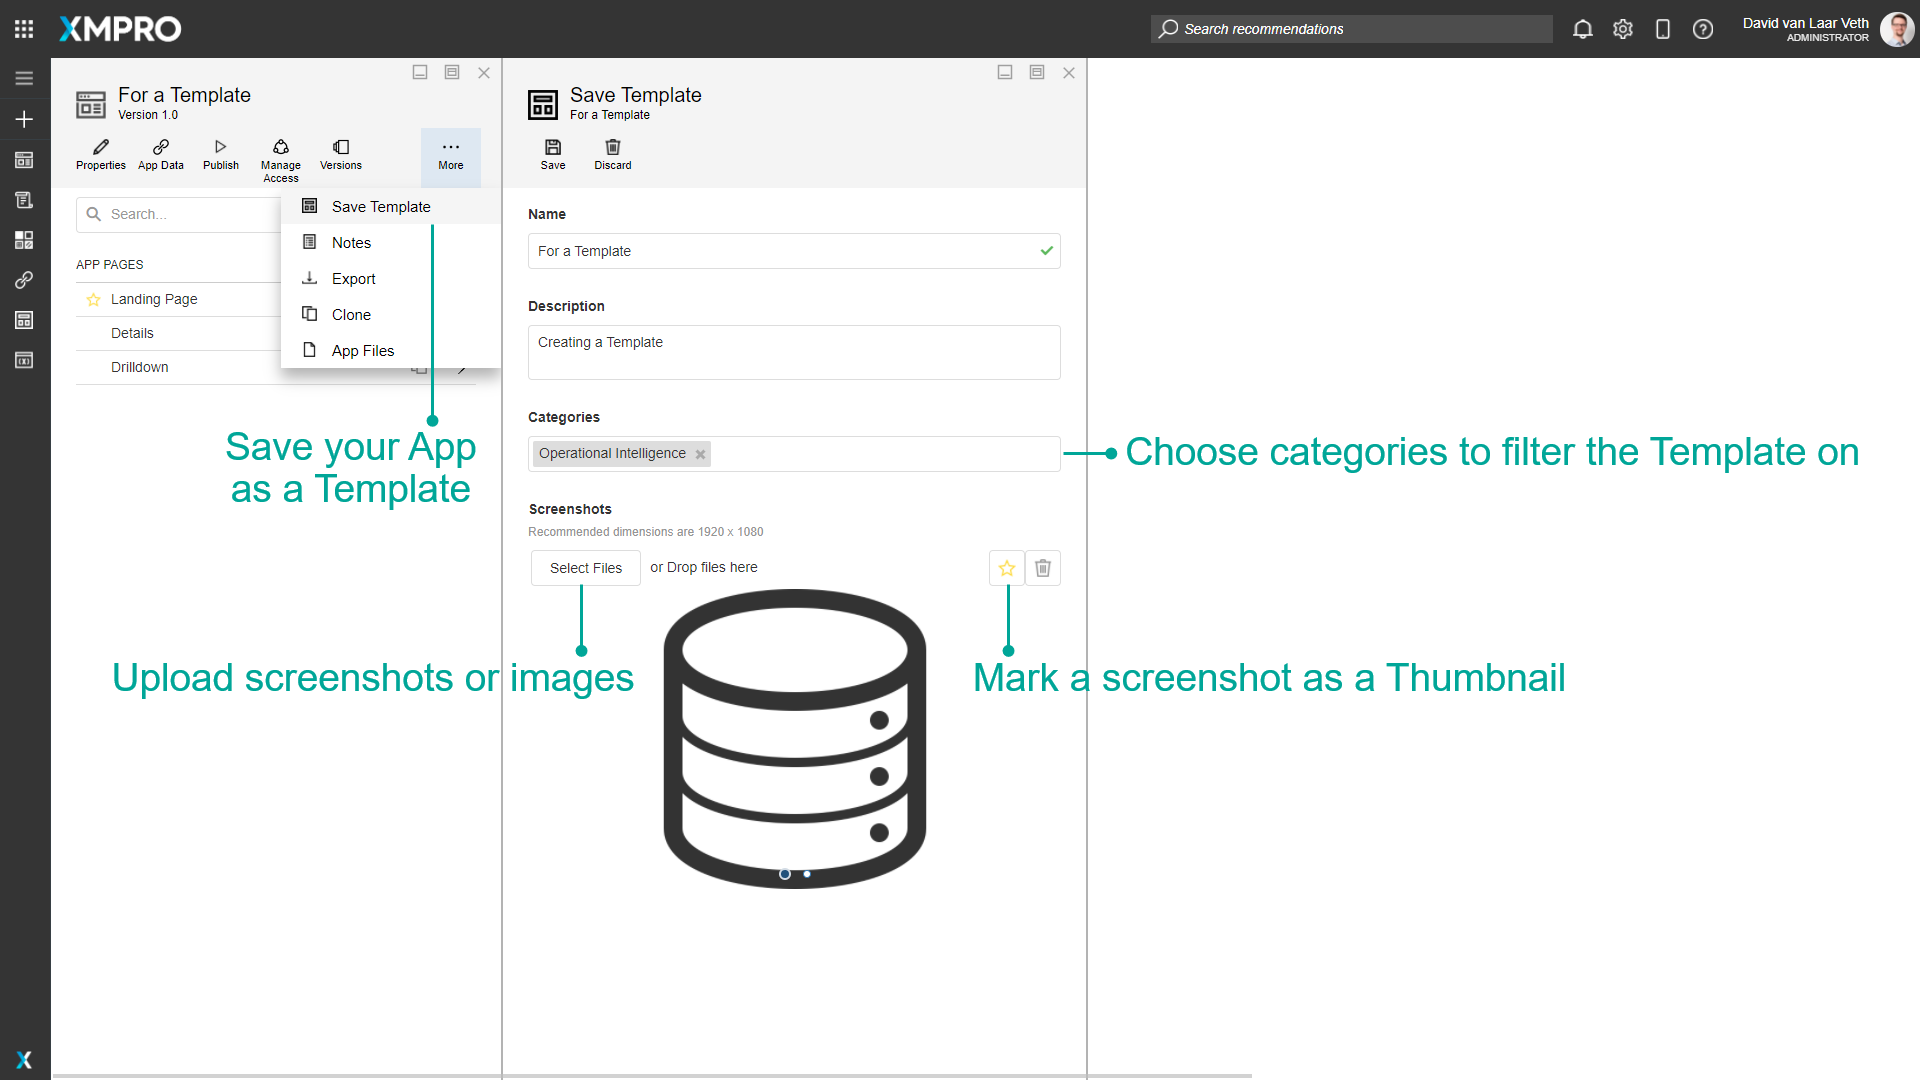 XMPRO
Search recommendations
David van Laar Veth
ADMINISTRATOR
For a Template
Version 1.0
Properties
App Data
Publish
Manage
Access
Versions
More
Search...
APP PAGES
Landing Page
Details
Drilldown
Save Template
Notes
Export
Clone
App Files
Save your App
as a Template
Save Template
For a Template
Save
Discard
Name
For a Template
Description
Creating a Template
Categories
Operational Intelligence
Choose categories to filter the Template on
Screenshots
Recommended dimensions are 1920 x 1080
Select Files
or Drop files here
Upload screenshots or images
Mark a screenshot as a Thumbnail
X